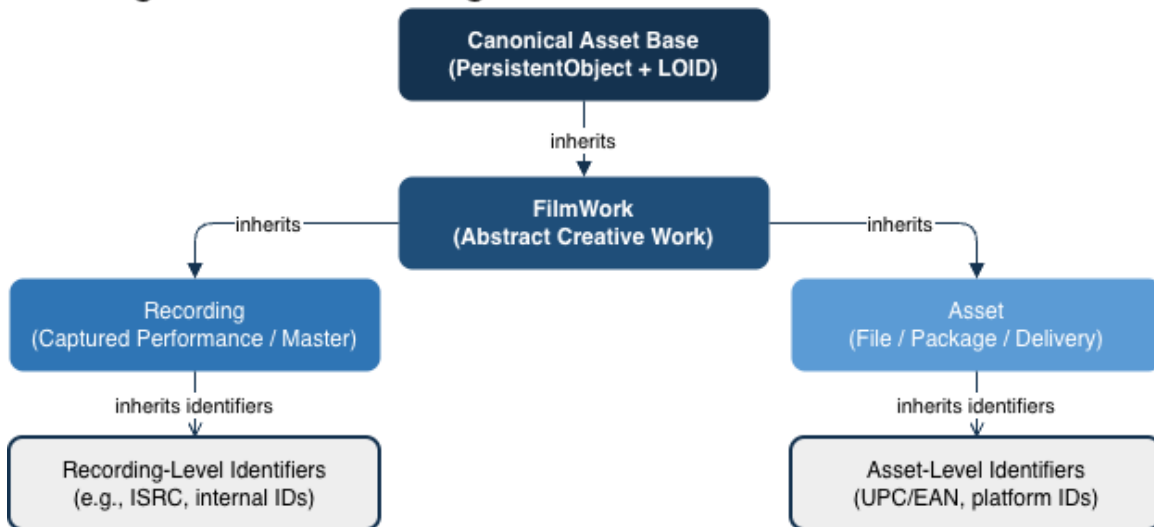 Canonical Asset Base
(PersistentObject + LOID)
inherits
FilmWork
(Abstract Creative Work)
inherits
inherits
Recording
(Captured Performance / Master)
Asset
(File / Package / Delivery)
inherits identifiers
inherits identifiers
Recording-Level Identifiers
(e.g., ISRC, internal IDs)
Asset-Level Identifiers
(UPC/EAN, platform IDs)